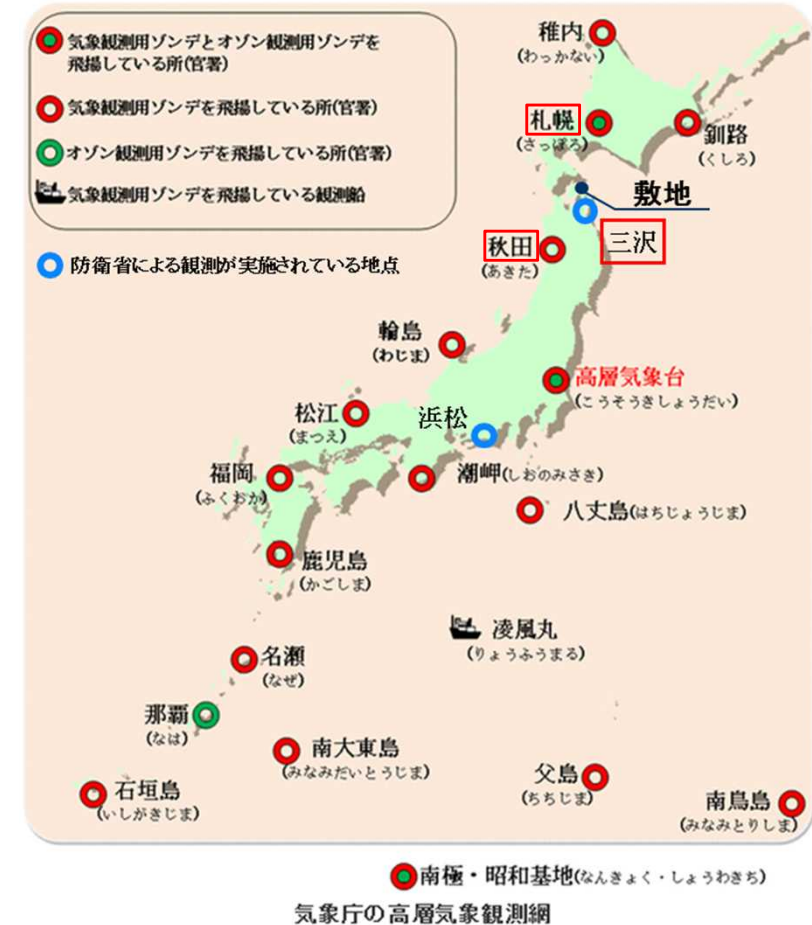 気象観測用ゾンデとオゾン観測用ゾンデを
飛揚している所(官署)
気象観測用ゾンデを飛揚している所(官署)
オゾン観測用ゾンデを飛揚している所(官署)
気象観測用ゾンデを飛揚している観測船
防衛省による観測が実施されている地点
稚内
(わっかない)
札幌
(さっぽろ)
釧路
(くしろ)
敷地
三沢
秋田
(あきた)
輪島
(わじま)
高層気象台
(こうそうきしょうだい)
松江
(まつえ)
浜松
福岡
(ふくおか)
潮岬(しおのみさき)
八丈島(はちじょうじま)
鹿児島
(かごしま)
凌風丸
(りょうふうまる)
名瀬
(なぜ)
那覇
(なは)
南大東島
(みなみだいとうじま)
石垣島
(いしがきじま)
父島
(ちちじま)
南鳥島
(みなみとりしま)
南極・昭和基地(なんきょく・しょうわきち)
気象庁の高層気象観測網